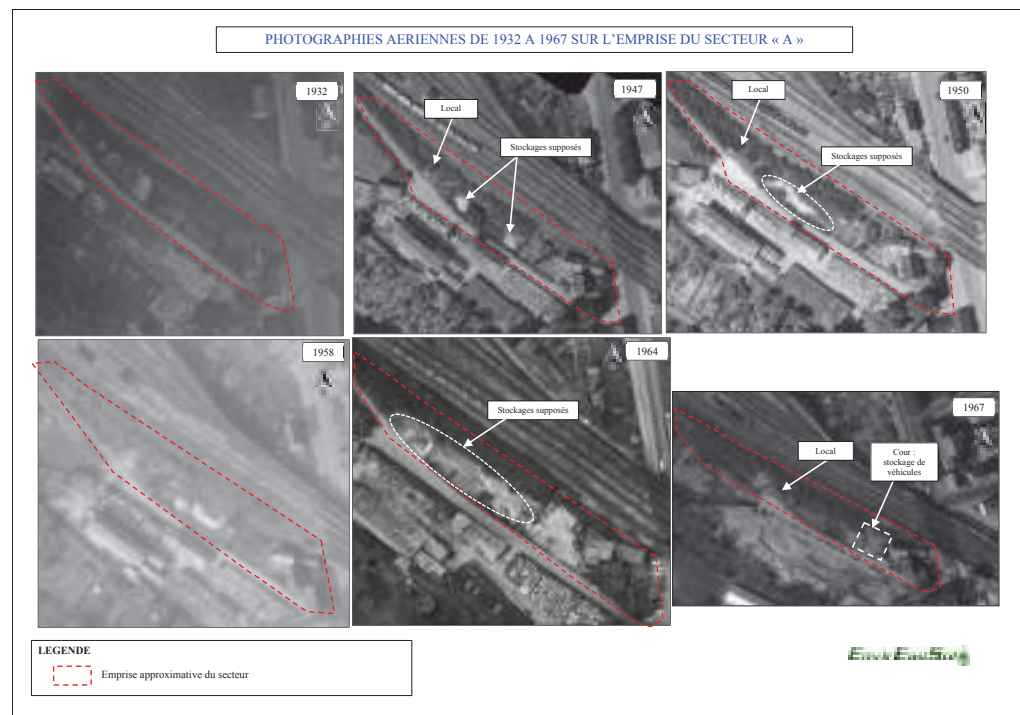 PHOTOGRAPHIES AERIENNES DE 1932 A 1967 SUR L'EMPRISE DU SECTEUR « A »
1932
1947
Local
Stockages supposés
1950
Local
Stockages supposés
1958
1964
Stockages supposés
1967
Local
Cour :
stockage de
véhicules
LEGENDE
Emprise approximative du secteur